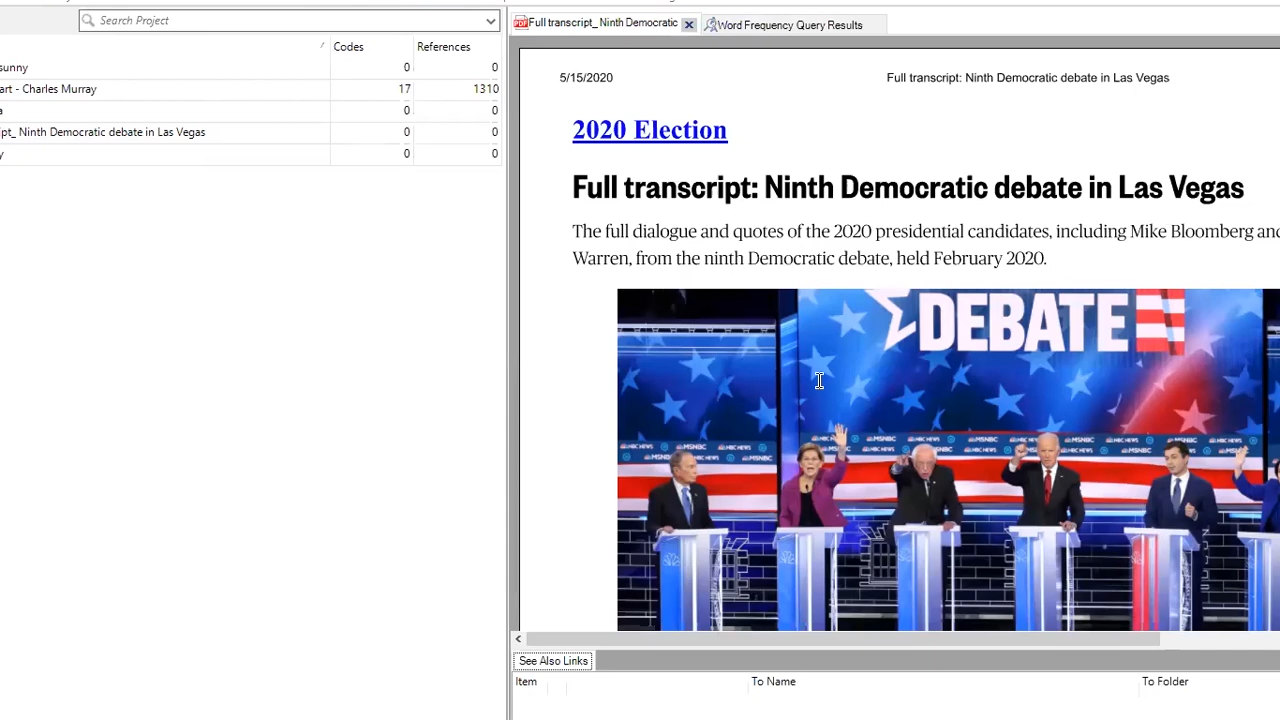 Search Project
Codes
References
sunny
0
0
art - Charles Murray
17
1310
a
0
0
pt_ Ninth Democratic debate in Las Vegas
0
0
y
0
0
Full transcript_ Ninth Democratic
Word Frequency Query Results
5/15/2020
Full transcript: Ninth Democratic debate in Las Vegas
2020 Election
Full transcript: Ninth Democratic debate in Las Vegas
The full dialogue and quotes of the 2020 presidential candidates, including Mike Bloomberg and
Warren, from the ninth Democratic debate, held February 2020.
DEBATE
See Also Links
Item
To Name
To Folder